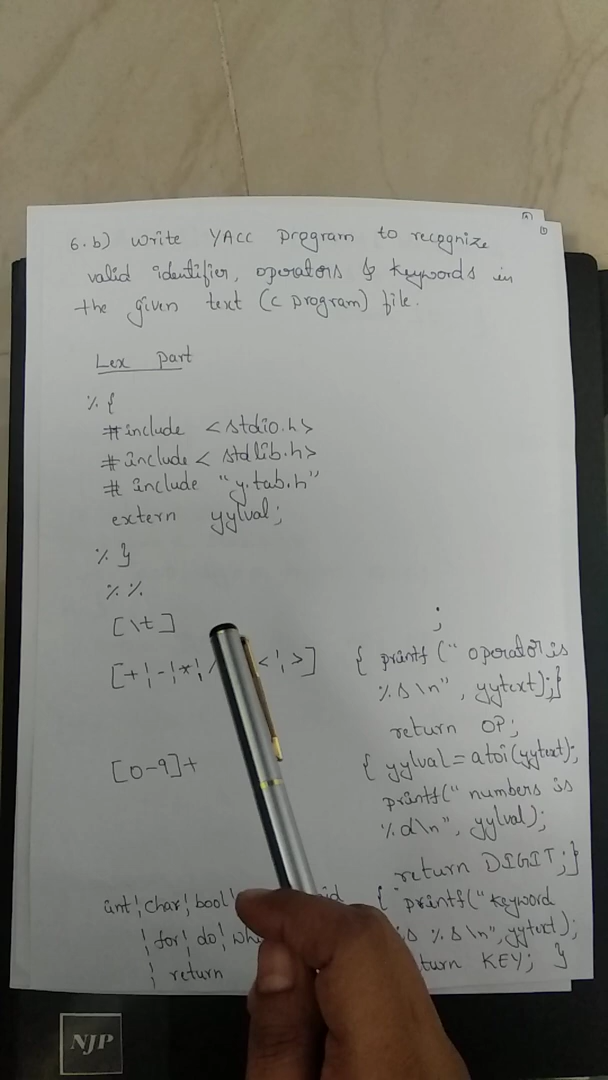 6.b) Write YACC program to recognize
valid identifier, operators & keywords in
the given text (c program) file.
Lex part
%{
#include <stdio.h>
#include < stdlib.h>
# include "y.tab.h"
extern yylval;
%}
%%
[\t] ;
[+|-|*|/ <|>] { printf (" operator is
%s \n" , yytext);}
return OP;
[0-9]+ { yylval = atoi(yytext);
printf(" numbers is
%d\n" , yylval);
return DIGIT;}
int|char|bool| { printf("keyword
|for|do| %s \n", yytext);
| return KEY; }
NJP